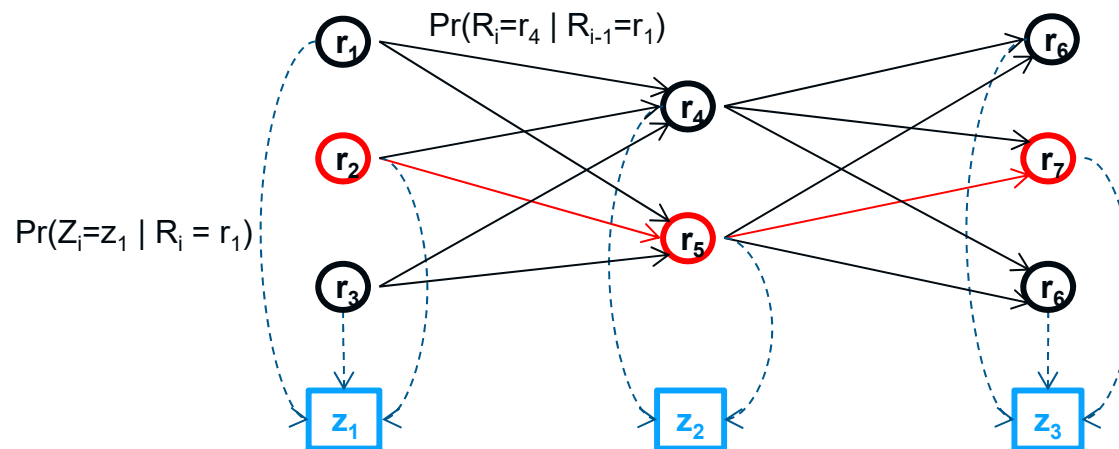 Pr(Rᵢ=r₄ | Rᵢ₋₁=r₁)
r₁
r₆
r₄
r₂
r₇
Pr(Zᵢ=z₁ | Rᵢ = r₁)
r₅
r₃
r₆
z₁
z₂
z₃